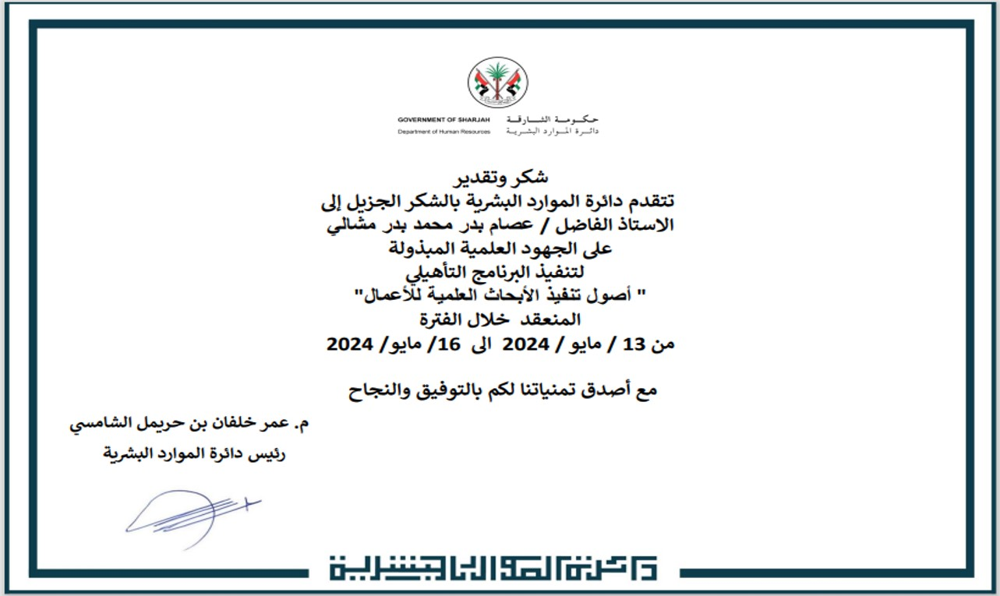 GOVERNMENT OF SHARJAH حكومة الشارقة
Department of Human Resources دائرة الموارد البشرية
شكر وتقدير
تتقدم دائرة الموارد البشرية بالشكر الجزيل إلى
الاستاذ الفاضل / عصام بدر محمد بدر مشالي
على الجهود العلمية المبذولة
لتنفيذ البرنامج التأهيلي
" أصول تنفيذ الأبحاث العلمية للأعمال"
المنعقد خلال الفترة
من 13 / مايو / 2024 الى 16/ مايو/ 2024
مع أصدق تمنياتنا لكم بالتوفيق والنجاح
م. عمر خلفان بن حريمل الشامسي
رئيس دائرة الموارد البشرية
دائرة الموارد البشرية